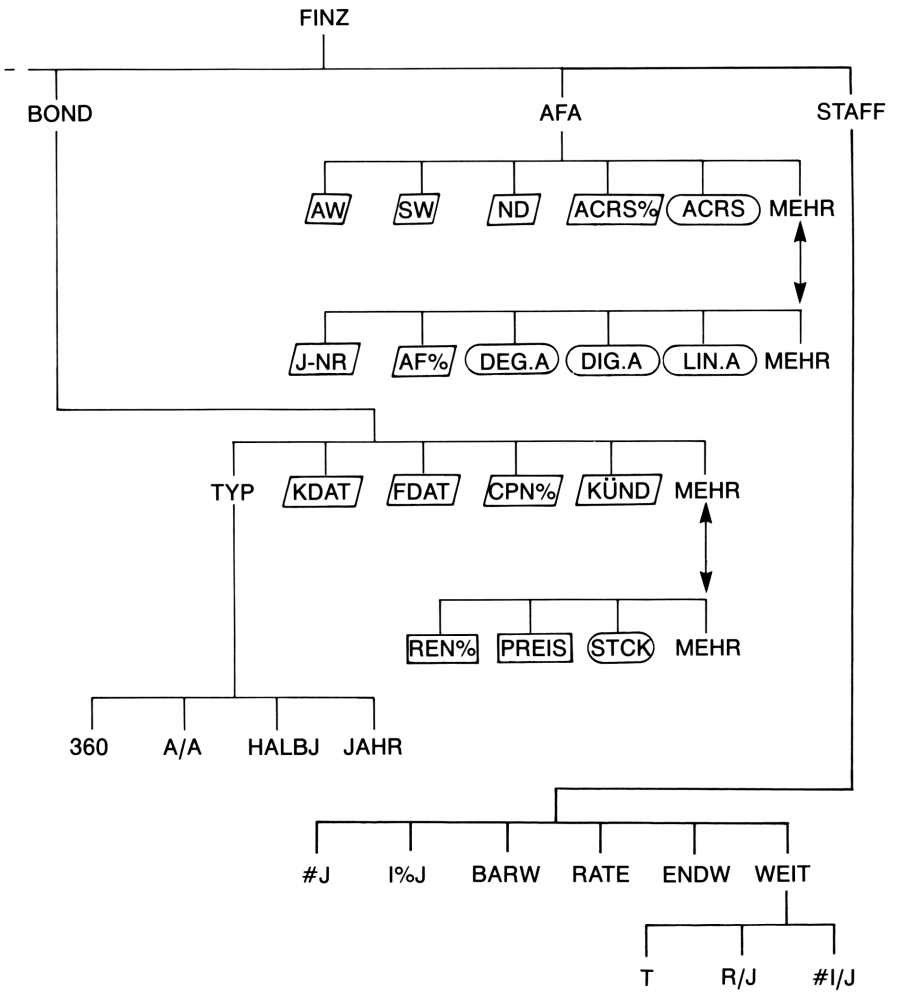 FINZ
BOND AFA STAFF
AW SW ND ACRS% ACRS MEHR
J-NR AF% DEG.A DIG.A LIN.A MEHR
TYP KDAT FDAT CPN% KÜND MEHR
REN% PREIS STCK MEHR
360 A/A HALBJ JAHR
#J I%J BARW RATE ENDW WEIT
T R/J #I/J